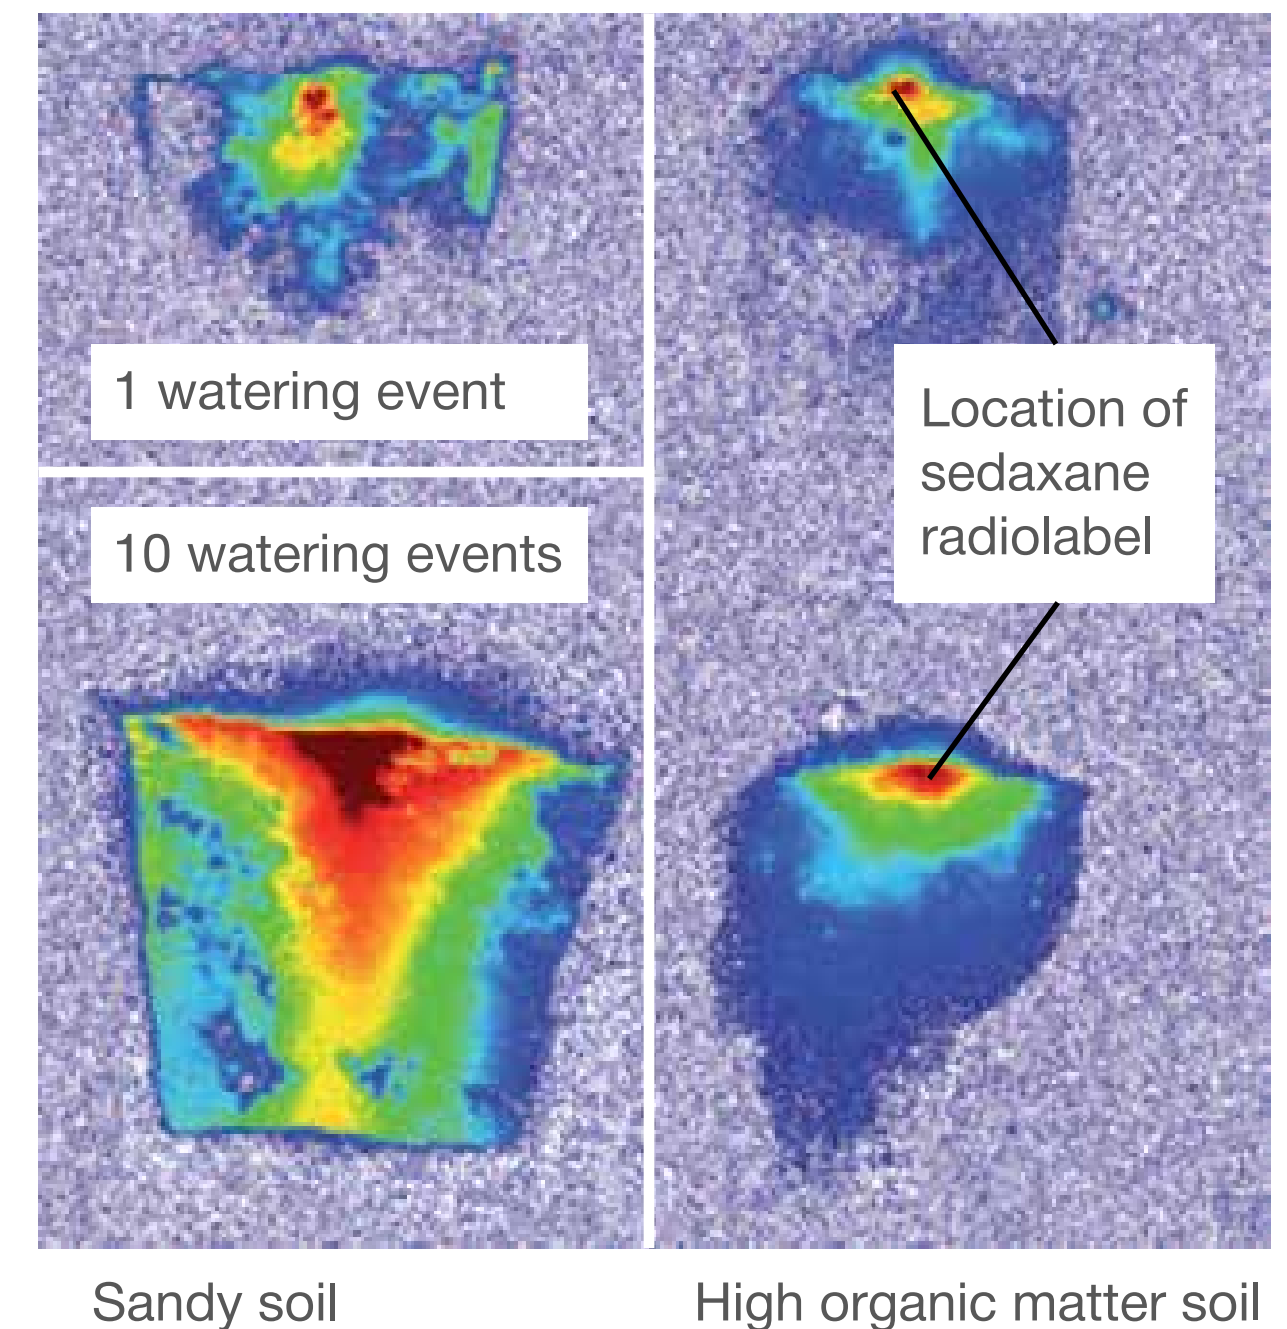 1 watering event
10 watering events
Location of
sedaxane
radiolabel
Sandy soil
High organic matter soil